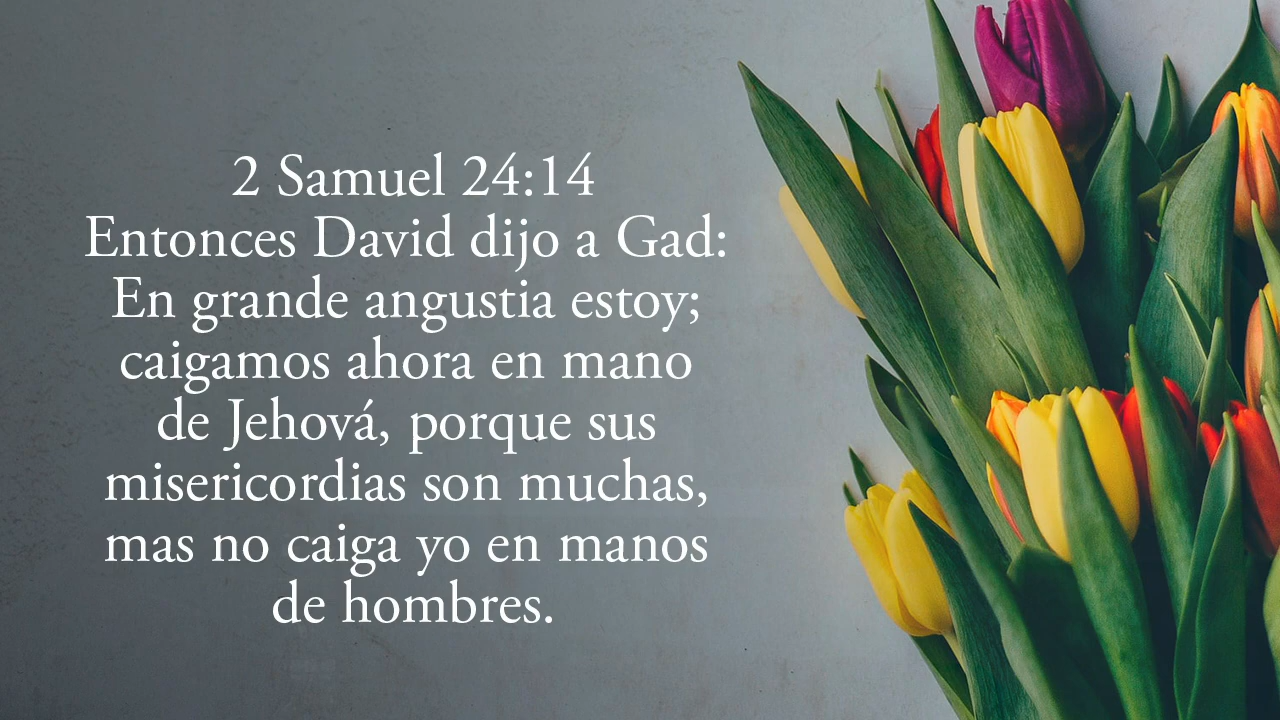 2 Samuel 24:14
Entonces David dijo a Gad:
En grande angustia estoy;
caigamos ahora en mano
de Jehová, porque sus
misericordias son muchas,
mas no caiga yo en manos
de hombres.